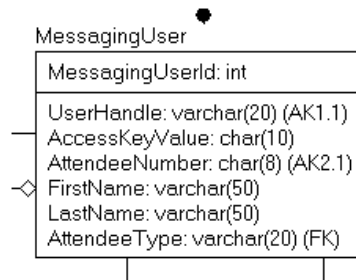 MessagingUser
MessagingUserId: int
UserHandle: varchar(20) (AK1.1)
AccessKeyValue: char(10)
AttendeeNumber: char(8) (AK2.1)
FirstName: varchar(50)
LastName: varchar(50)
AttendeeType: varchar(20) (FK)